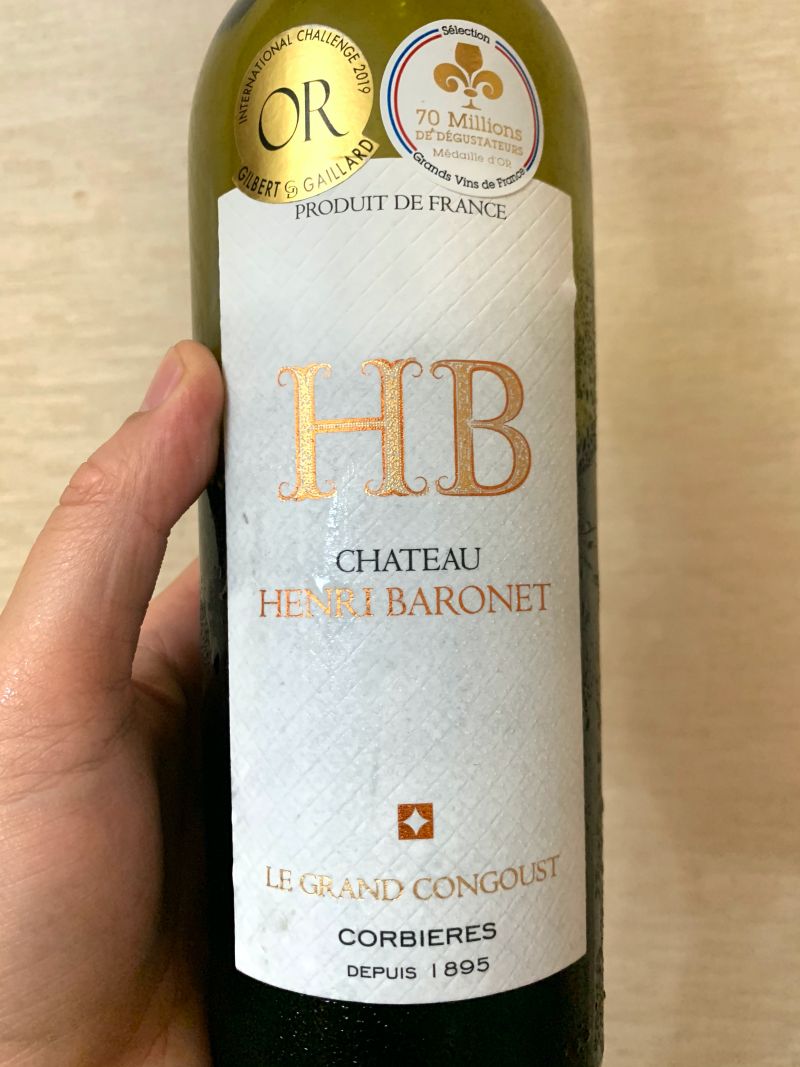 INTERNATIONAL CHALLENGE 2019
OR
GILBERT & GAILLARD
Sélection
70 Millions
DE DÉGUSTATEURS
Médaille d'OR
Grands Vins de France
PRODUIT DE FRANCE
HB
CHATEAU
HENRI BARONET
LE GRAND CONGOUST
CORBIERES
DEPUIS 1895